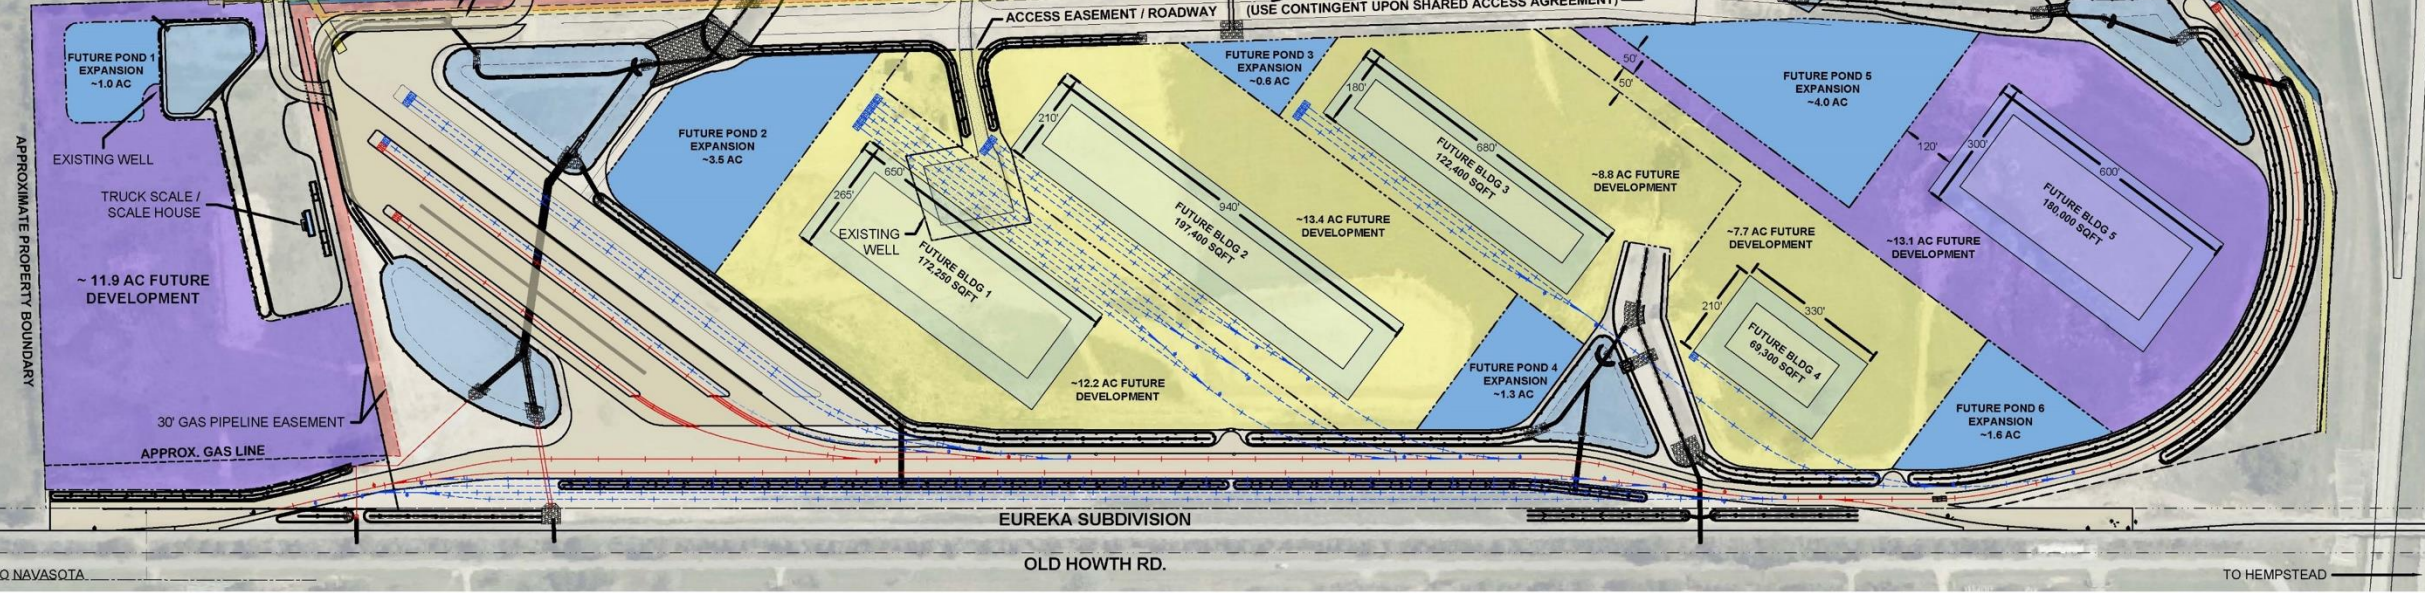 ACCESS EASEMENT / ROADWAY
(USE CONTINGENT UPON SHARED ACCESS AGREEMENT)
FUTURE POND 1
EXPANSION
~1.0 AC
EXISTING WELL
TRUCK SCALE /
SCALE HOUSE
APPROXIMATE PROPERTY BOUNDARY
~ 11.9 AC FUTURE
DEVELOPMENT
30' GAS PIPELINE EASEMENT
APPROX. GAS LINE
FUTURE POND 2
EXPANSION
~3.5 AC
265'
650'
EXISTING
WELL
FUTURE BLDG 1
172,250 SQFT
~12.2 AC FUTURE
DEVELOPMENT
210'
940'
FUTURE BLDG 2
197,400 SQFT
FUTURE POND 3
EXPANSION
~0.6 AC
~13.4 AC FUTURE
DEVELOPMENT
180'
680'
FUTURE BLDG 3
122,400 SQFT
FUTURE POND 4
EXPANSION
~1.3 AC
50'
50'
~8.8 AC FUTURE
DEVELOPMENT
~7.7 AC FUTURE
DEVELOPMENT
210'
330'
FUTURE BLDG 4
69,300 SQFT
FUTURE POND 5
EXPANSION
~4.0 AC
120'
~13.1 AC FUTURE
DEVELOPMENT
300'
600'
FUTURE BLDG 5
180,000 SQFT
FUTURE POND 6
EXPANSION
~1.6 AC
EUREKA SUBDIVISION
OLD HOWTH RD.
O NAVASOTA
TO HEMPSTEAD